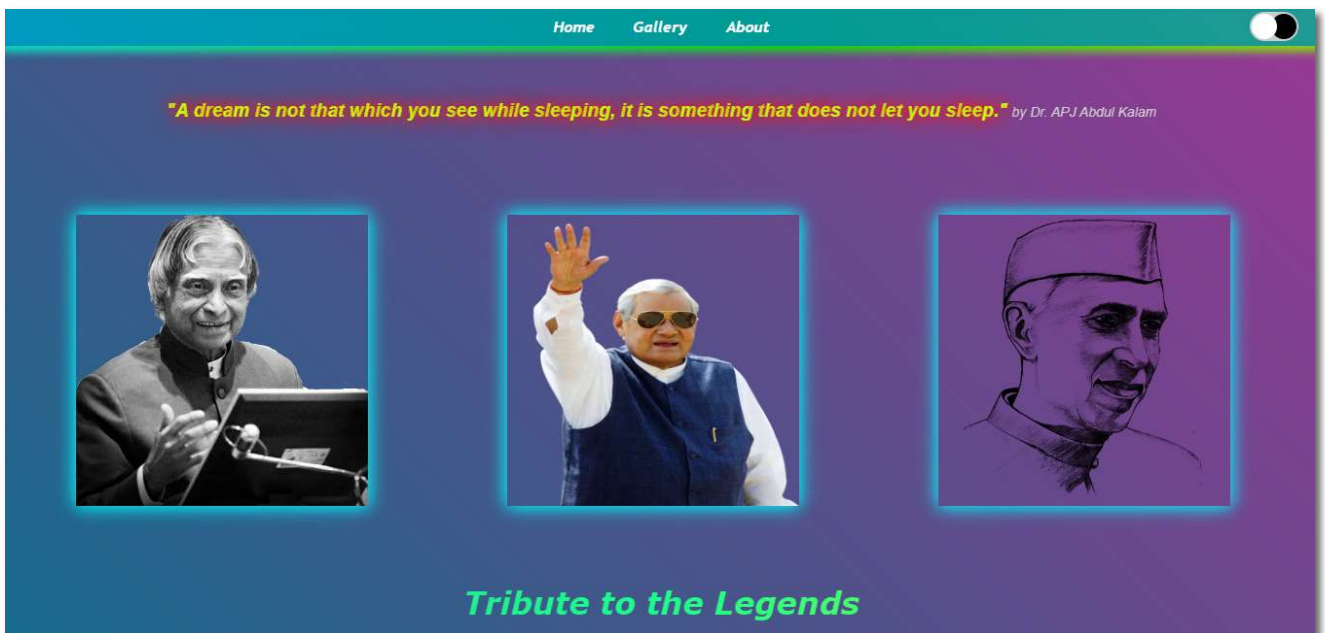 Home Gallery About
"A dream is not that which you see while sleeping, it is something that does not let you sleep." by Dr. APJ Abdul Kalam
Tribute to the Legends